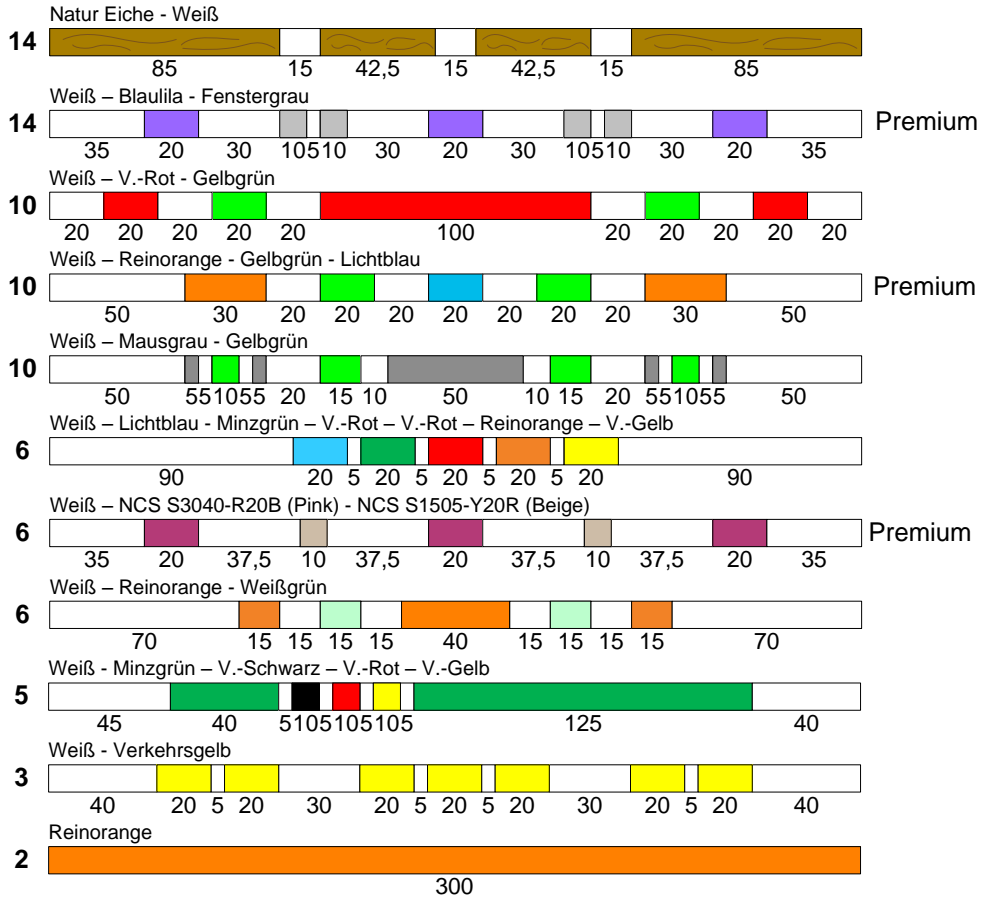 Natur Eiche - Weiß
14
85 15 42,5 15 42,5 15 85
Weiß – Blaulila - Fenstergrau
14 Premium
35 20 30 10 5 10 30 20 30 10 5 10 30 20 35
Weiß – V.-Rot - Gelbgrün
10
20 20 20 20 20 100 20 20 20 20 20
Weiß – Reinorange - Gelbgrün - Lichtblau
10 Premium
50 30 20 20 20 20 20 20 20 30 50
Weiß – Mausgrau - Gelbgrün
10
50 5 5 10 5 5 20 15 10 50 10 15 20 5 5 10 5 5 50
Weiß – Lichtblau - Minzgrün – V.-Rot – V.-Rot – Reinorange – V.-Gelb
6
90 20 5 20 5 20 5 20 5 20 90
Weiß – NCS S3040-R20B (Pink) - NCS S1505-Y20R (Beige)
6 Premium
35 20 37,5 10 37,5 20 37,5 10 37,5 20 35
Weiß – Reinorange - Weißgrün
6
70 15 15 15 15 40 15 15 15 15 70
Weiß - Minzgrün – V.-Schwarz – V.-Rot – V.-Gelb
5
45 40 5 10 5 10 5 10 5 125 40
Weiß - Verkehrsgelb
3
40 20 5 20 30 20 5 20 5 20 30 20 5 20 40
Reinorange
2
300